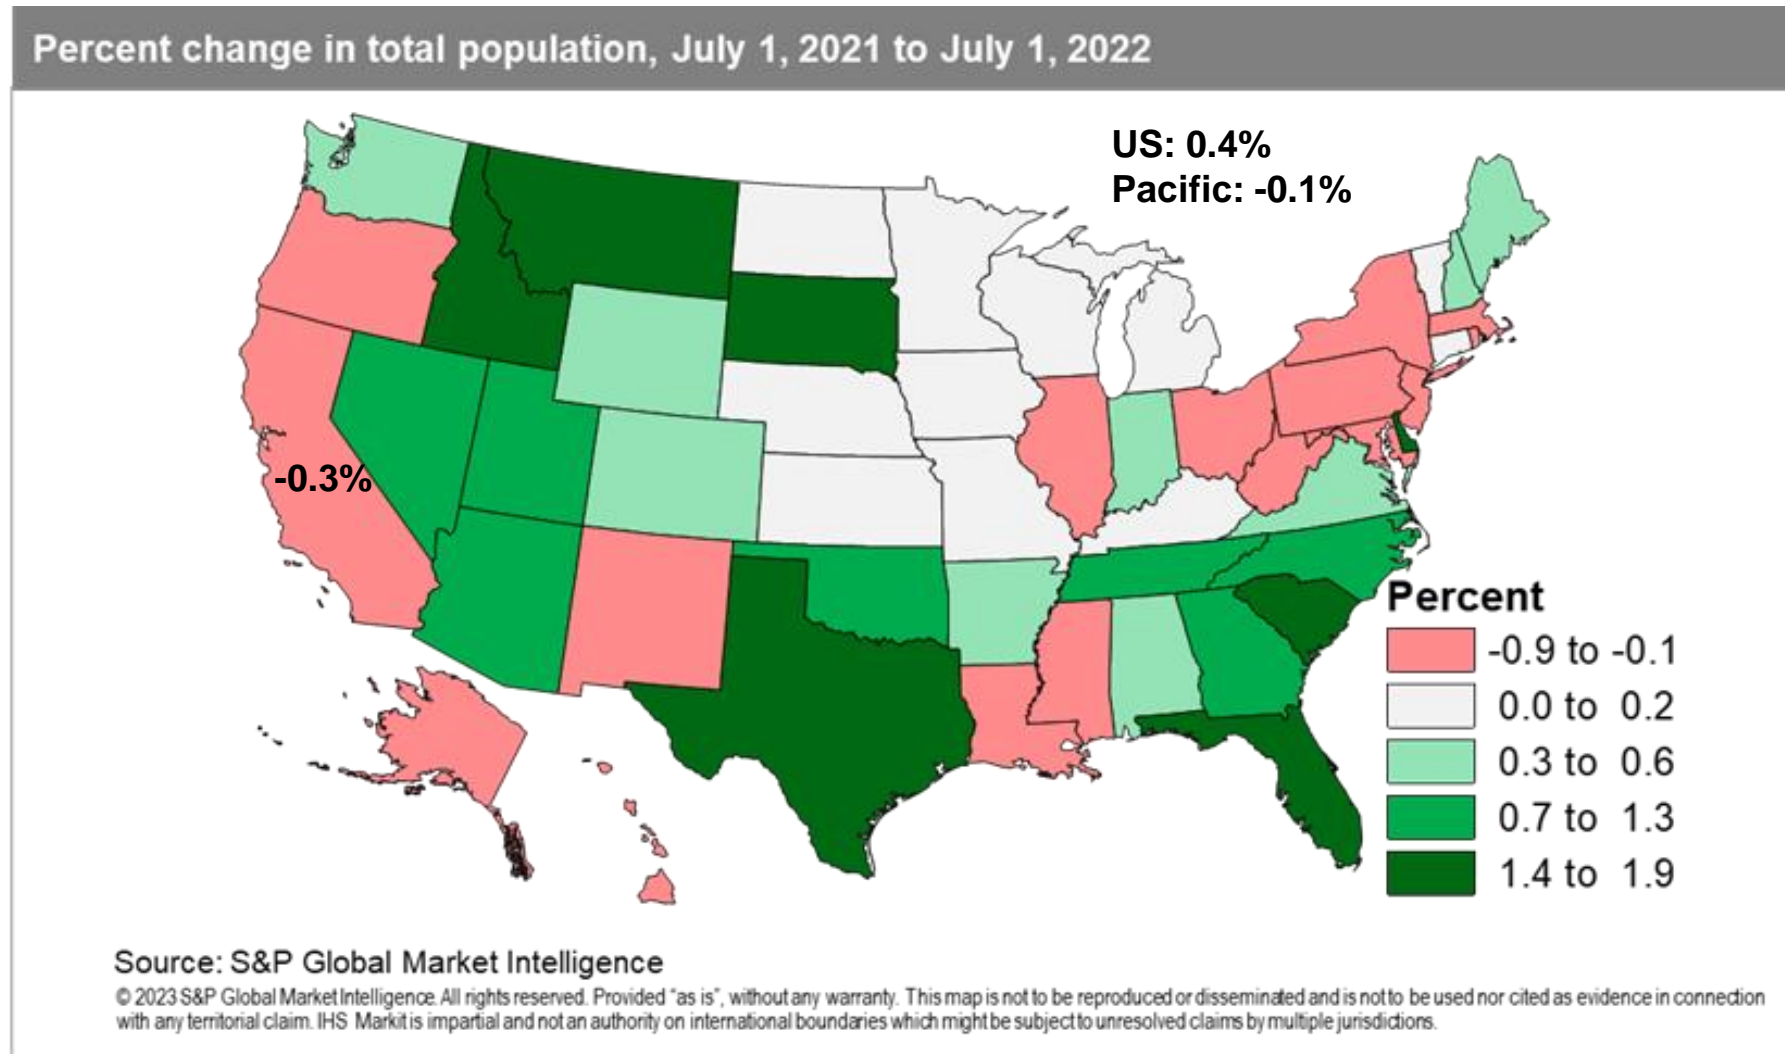 Percent change in total population, July 1, 2021 to July 1, 2022
US: 0.4%
Pacific: -0.1%
-0.3%
Percent
-0.9 to -0.1
0.0 to 0.2
0.3 to 0.6
0.7 to 1.3
1.4 to 1.9
Source: S&P Global Market Intelligence
© 2023 S&P Global Market Intelligence. All rights reserved. Provided “as is”, without any warranty. This map is not to be reproduced or disseminated and is not to be used nor cited as evidence in connection
with any territorial claim. IHS Markit is impartial and not an authority on international boundaries which might be subject to unresolved claims by multiple jurisdictions.